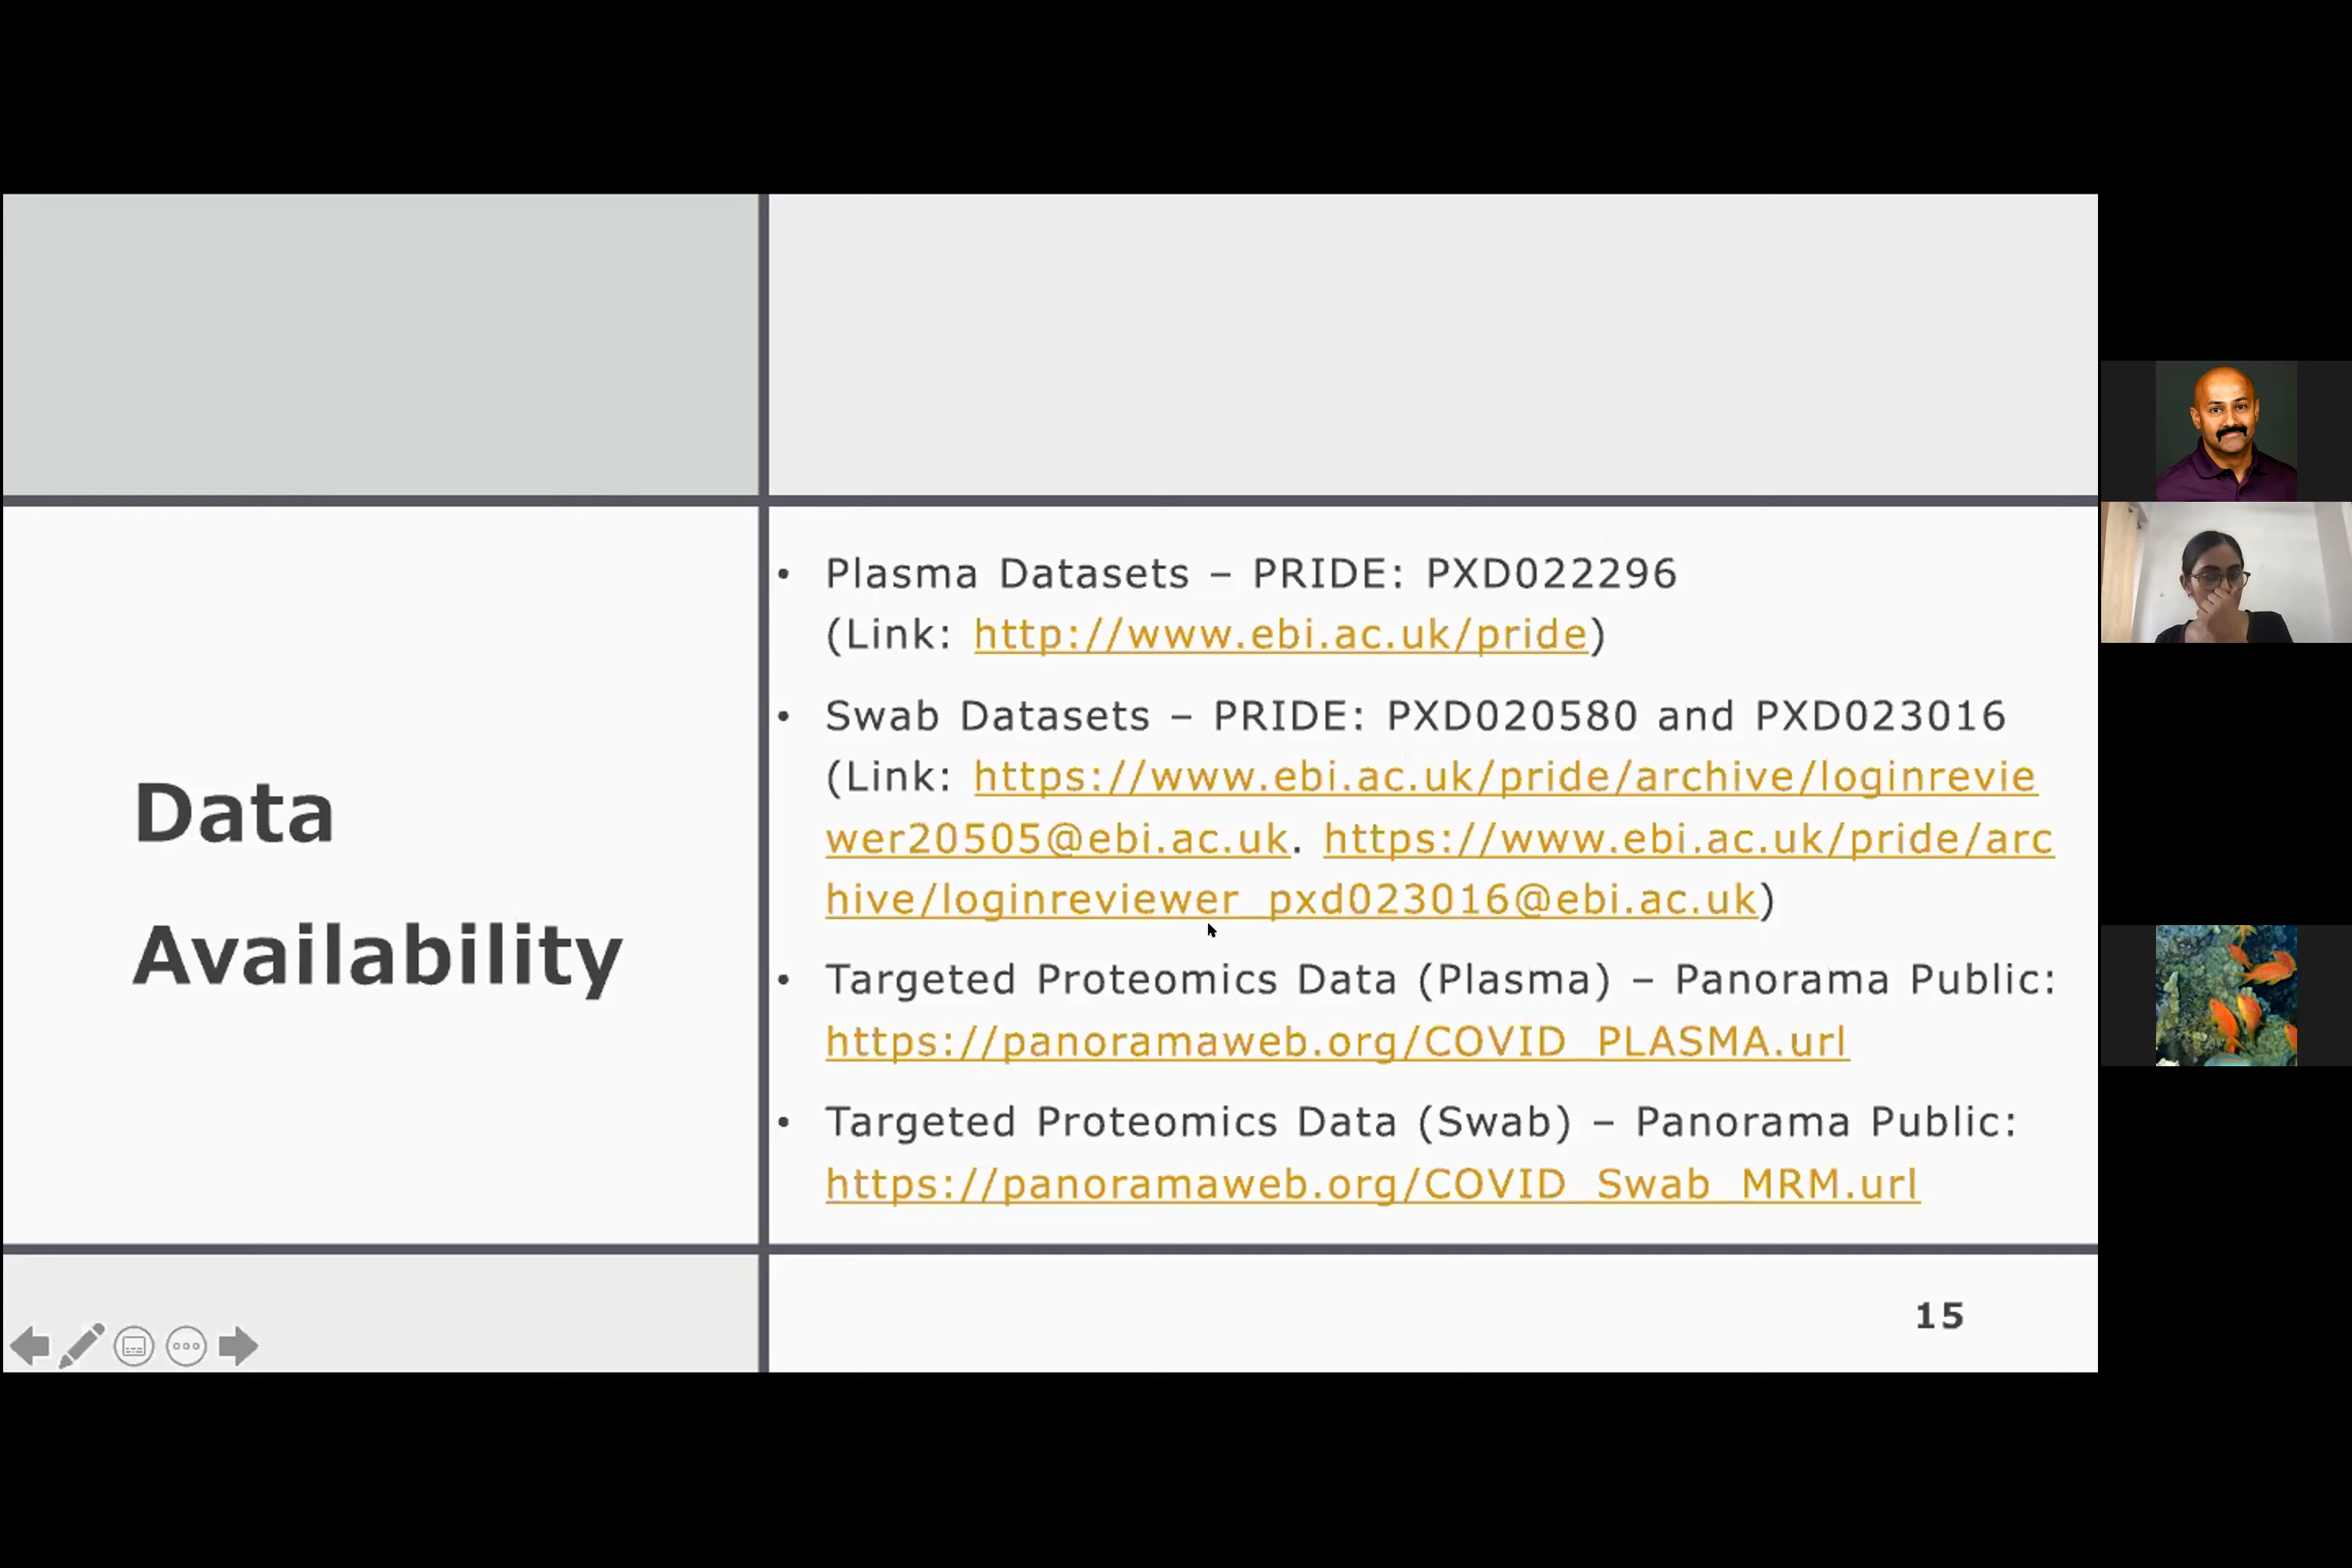 Data
Availability
• Plasma Datasets – PRIDE: PXD022296
(Link: http://www.ebi.ac.uk/pride)
• Swab Datasets – PRIDE: PXD020580 and PXD023016
(Link: https://www.ebi.ac.uk/pride/archive/loginrevie
wer20505@ebi.ac.uk. https://www.ebi.ac.uk/pride/arc
hive/loginreviewer_pxd023016@ebi.ac.uk)
• Targeted Proteomics Data (Plasma) – Panorama Public:
https://panoramaweb.org/COVID_PLASMA.url
• Targeted Proteomics Data (Swab) – Panorama Public:
https://panoramaweb.org/COVID_Swab_MRM.url
15